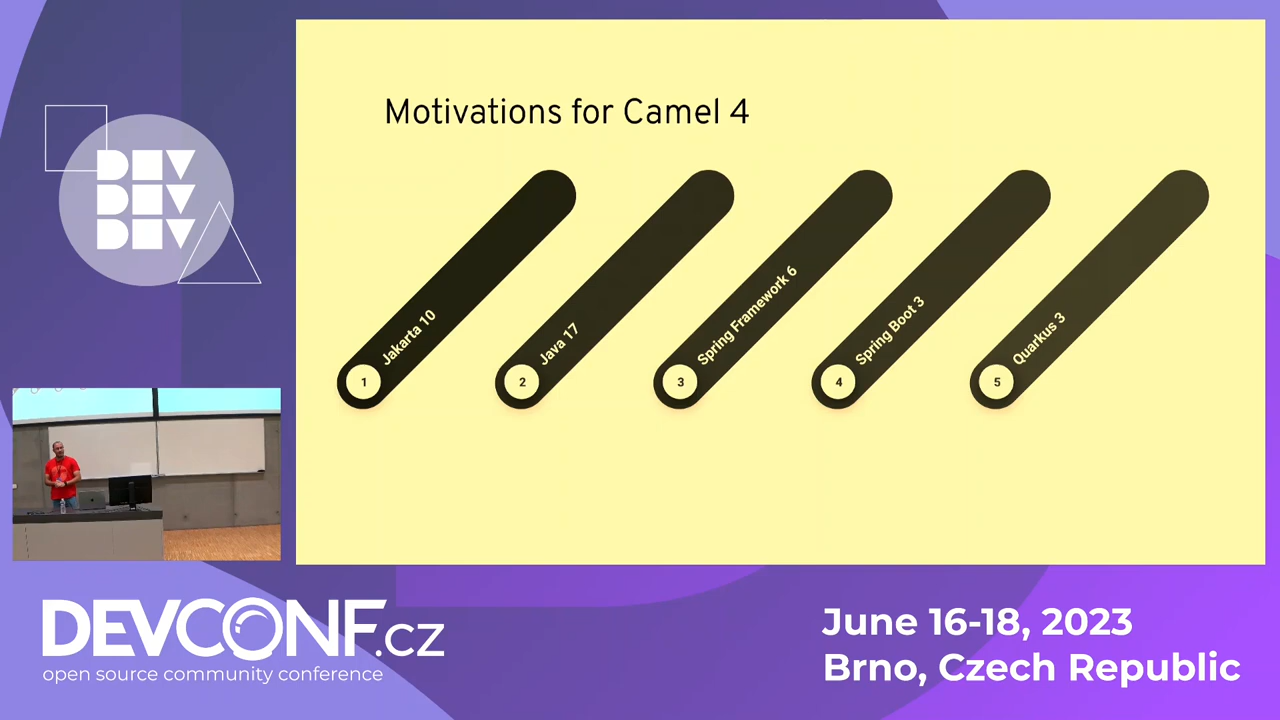 Motivations for Camel 4
1 Jakarta 10
2 Java 17
3 Spring Framework 6
4 Spring Boot 3
5 Quarkus 3
DEV
DEV
DEV
DEVCONF.cz
open source community conference
June 16-18, 2023
Brno, Czech Republic